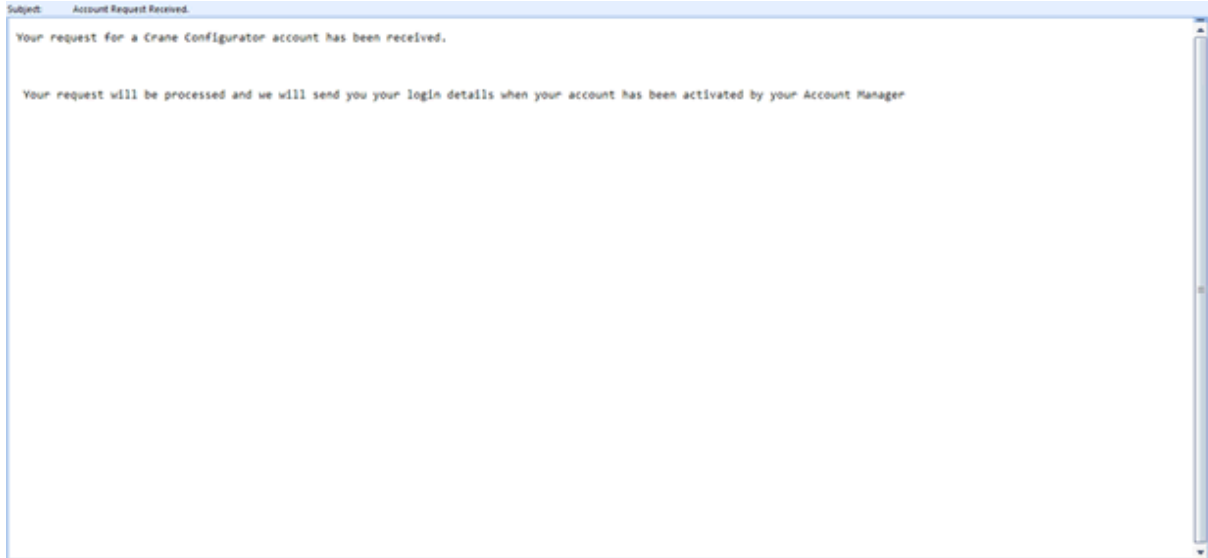 Subject: Account Request Received.
Your request for a Crane Configurator account has been received.
Your request will be processed and we will send you your login details when your account has been activated by your Account Manager